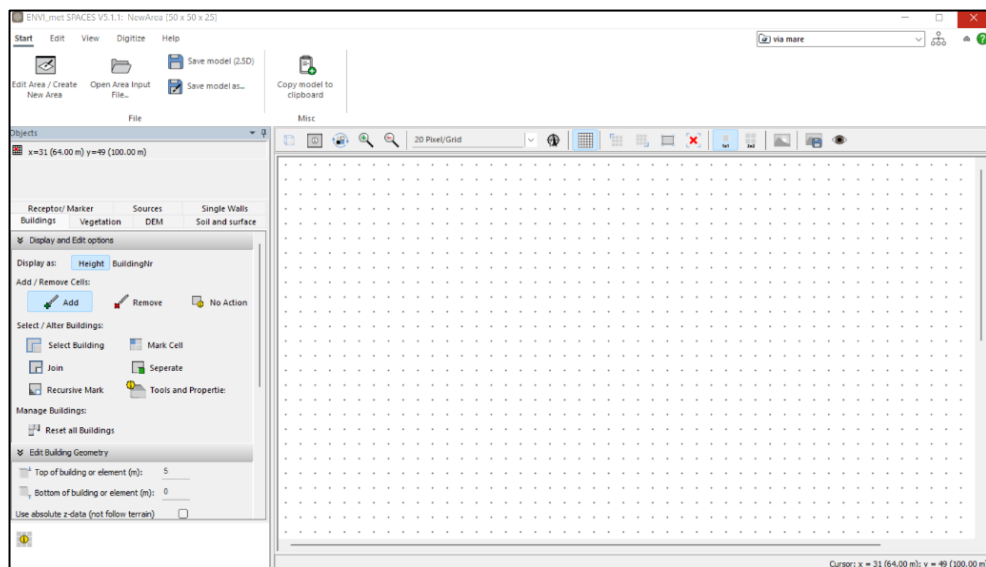 ENVI_met SPACES V5.1.1: NewArea [50 x 50 x 25]
Start Edit View Digitize Help
via mare
Edit Area / Create New Area
Open Area Input File...
Save model (2.5D)
Save model as...
Copy model to clipboard
File
Misc
Objects
x=31 (64.00 m) y=49 (100.00 m)
20 Pixel/Grid
1x1
2x2
Receptor/ Marker Sources Single Walls
Buildings Vegetation DEM Soil and surface
Display and Edit options
Display as: Height BuildingNr
Add / Remove Cells:
Add Remove No Action
Select / Alter Buildings:
Select Building Mark Cell
Join Seperate
Recursive Mark Tools and Propertie:
Manage Buildings:
Reset all Buildings
Edit Building Geometry
Top of building or element (m): 5
Bottom of building or element (m): 0
Use absolute z-data (not follow terrain)
Cursor: x = 31 (64.00 m); y = 49 (100.00 m)